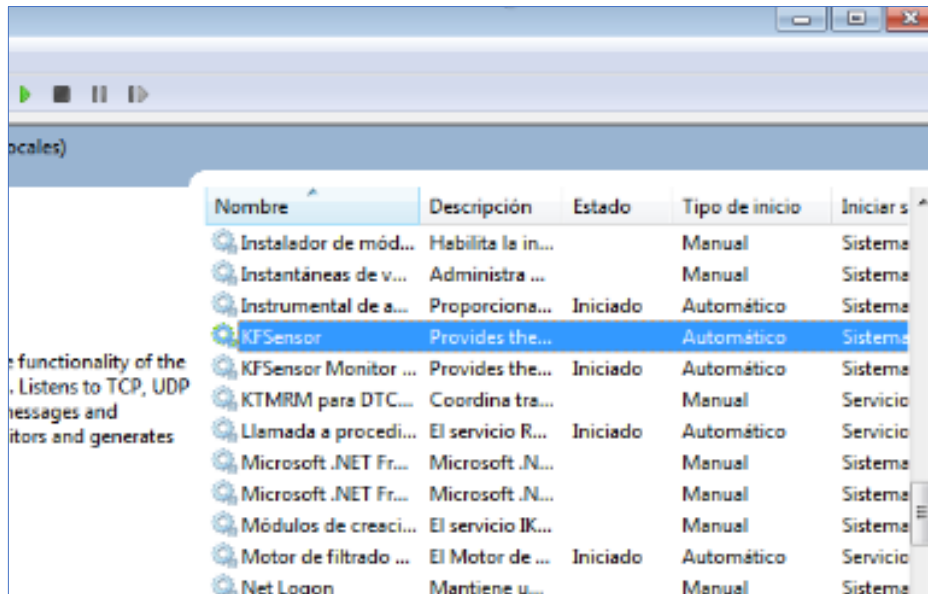 ocales)
Nombre Descripción Estado Tipo de inicio Iniciar s
Instalador de mód... Habilita la in... Manual Sistema
Instantáneas de v... Administra ... Manual Sistema
Instrumental de a... Proporciona... Iniciado Automático Sistema
KFSensor Provides the... Automático Sistema
KFSensor Monitor ... Provides the... Iniciado Automático Sistema
KTMRM para DTC... Coordina tra... Manual Servicio
Llamada a procedi... El servicio R... Iniciado Automático Servicio
Microsoft .NET Fr... Microsoft .N... Manual Sistema
Microsoft .NET Fr... Microsoft .N... Manual Sistema
Módulos de creaci... El servicio IK... Manual Sistema
Motor de filtrado ... El Motor de ... Iniciado Automático Servicio
Net Logon Mantiene u... Manual Sistema
e functionality of the
. Listens to TCP, UDP
nessages and
itors and generates